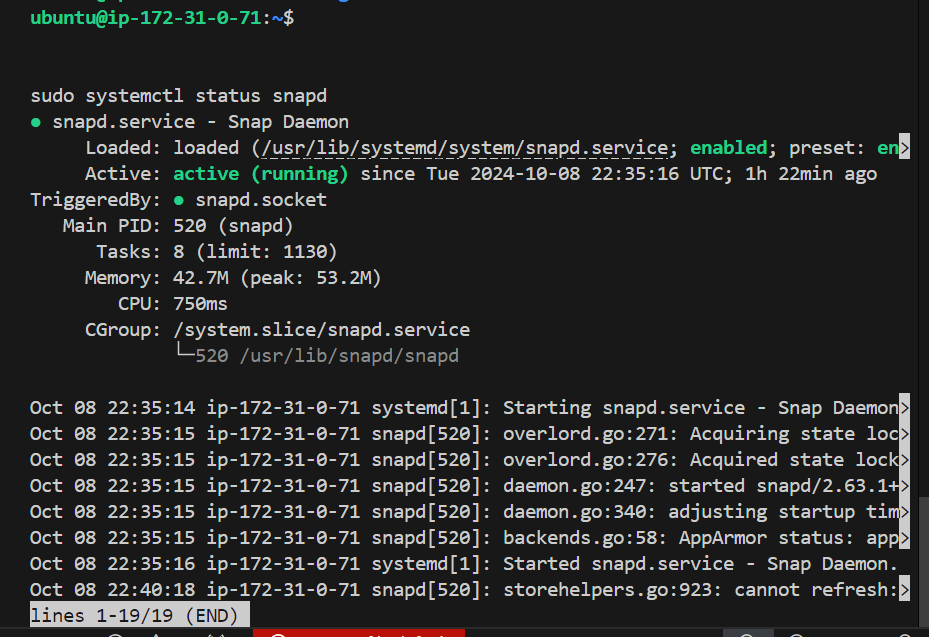 ubuntu@ip-172-31-0-71:~$
sudo systemctl status snapd
● snapd.service - Snap Daemon
Loaded: loaded (/usr/lib/systemd/system/snapd.service; enabled; preset: en>
Active: active (running) since Tue 2024-10-08 22:35:16 UTC; 1h 22min ago
TriggeredBy: ● snapd.socket
Main PID: 520 (snapd)
Tasks: 8 (limit: 1130)
Memory: 42.7M (peak: 53.2M)
CPU: 750ms
CGroup: /system.slice/snapd.service
└─520 /usr/lib/snapd/snapd
Oct 08 22:35:14 ip-172-31-0-71 systemd[1]: Starting snapd.service - Snap Daemon>
Oct 08 22:35:15 ip-172-31-0-71 snapd[520]: overlord.go:271: Acquiring state loc>
Oct 08 22:35:15 ip-172-31-0-71 snapd[520]: overlord.go:276: Acquired state lock>
Oct 08 22:35:15 ip-172-31-0-71 snapd[520]: daemon.go:247: started snapd/2.63.1+>
Oct 08 22:35:15 ip-172-31-0-71 snapd[520]: daemon.go:340: adjusting startup tim>
Oct 08 22:35:15 ip-172-31-0-71 snapd[520]: backends.go:58: AppArmor status: app>
Oct 08 22:35:16 ip-172-31-0-71 systemd[1]: Started snapd.service - Snap Daemon.
Oct 08 22:40:18 ip-172-31-0-71 snapd[520]: storehelpers.go:923: cannot refresh:>
lines 1-19/19 (END)